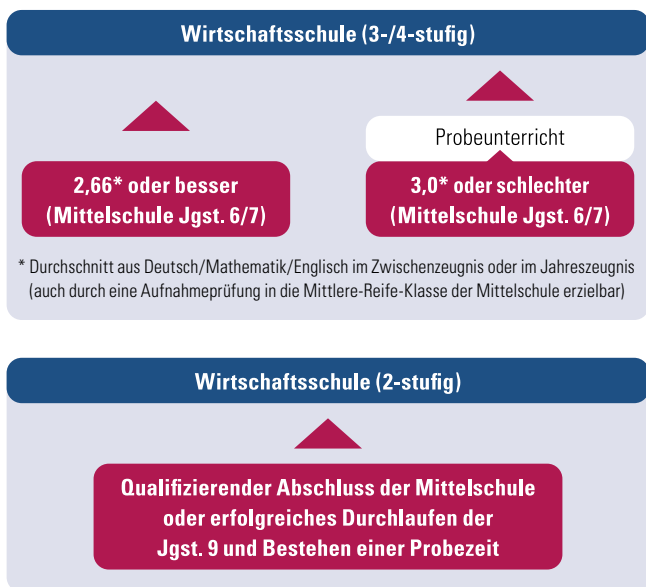 Wirtschaftsschule (3-/4-stufig)
Probeunterricht
2,66* oder besser
(Mittelschule Jgst. 6/7)
3,0* oder schlechter
(Mittelschule Jgst. 6/7)
* Durchschnitt aus Deutsch/Mathematik/Englisch im Zwischenzeugnis oder im Jahreszeugnis
(auch durch eine Aufnahmeprüfung in die Mittlere-Reife-Klasse der Mittelschule erzielbar)
Wirtschaftsschule (2-stufig)
Qualifizierender Abschluss der Mittelschule
oder erfolgreiches Durchlaufen der
Jgst. 9 und Bestehen einer Probezeit